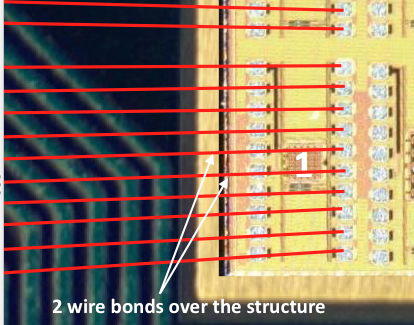 1
2 wire bonds over the structure